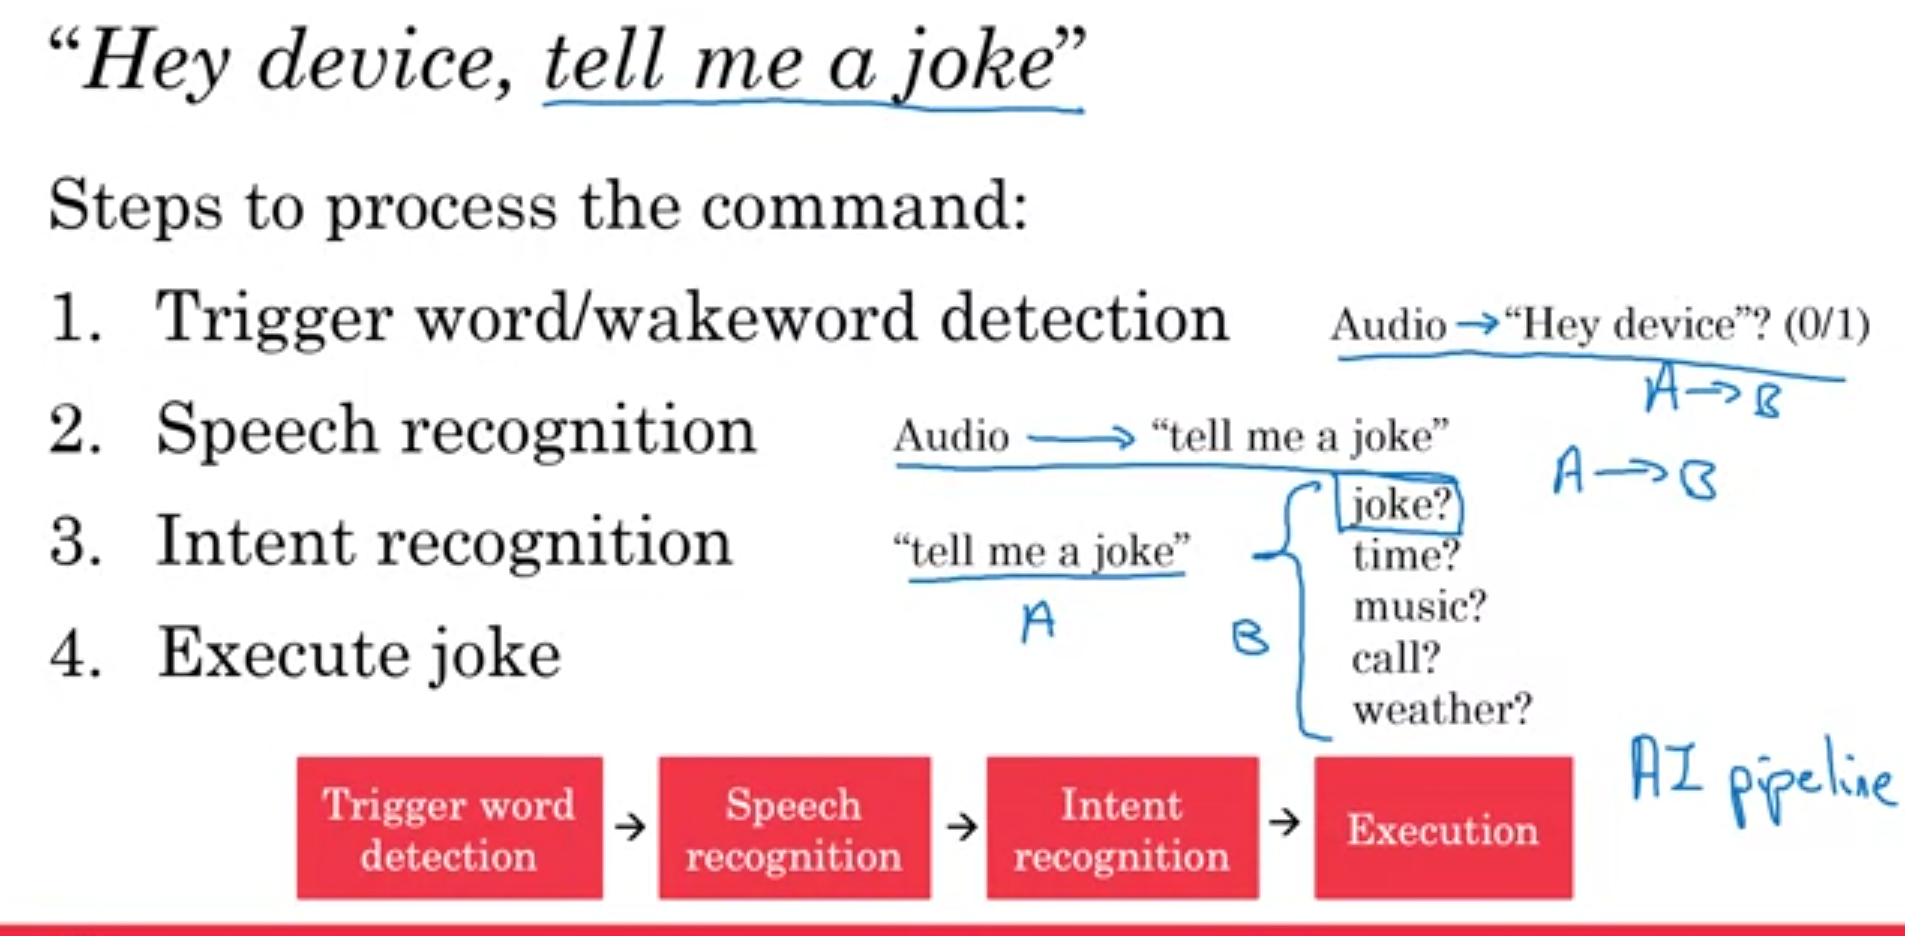 “Hey device, tell me a joke”
Steps to process the command:
1. Trigger word/wakeword detection
Audio → “Hey device”? (0/1)
A → B
2. Speech recognition
Audio → “tell me a joke”
A → B
3. Intent recognition
“tell me a joke”
A
B
joke?
time?
music?
call?
weather?
4. Execute joke
Trigger word
detection
→
Speech
recognition
→
Intent
recognition
→
Execution
AI pipeline